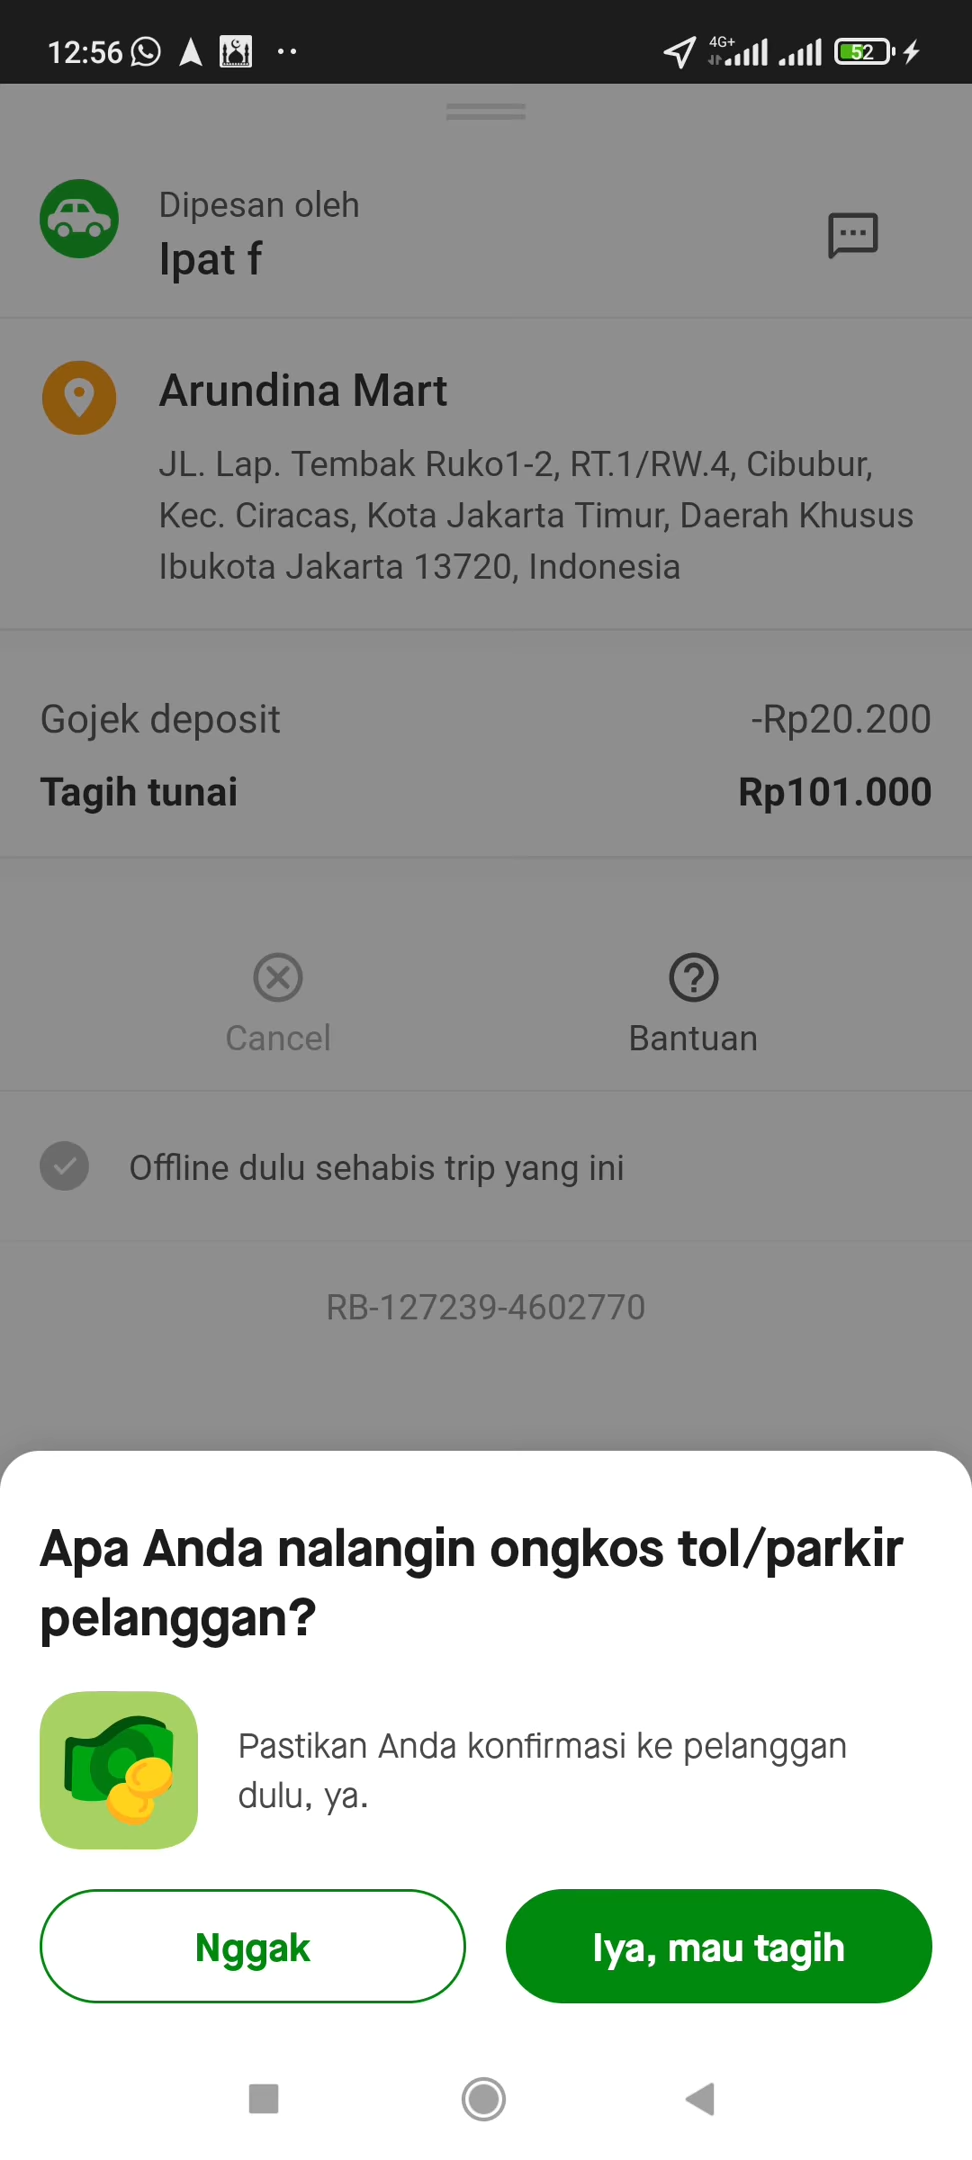 12:56
4G+
52
Dipesan oleh
Ipat f
Arundina Mart
JL. Lap. Tembak Ruko1-2, RT.1/RW.4, Cibubur,
Kec. Ciracas, Kota Jakarta Timur, Daerah Khusus
Ibukota Jakarta 13720, Indonesia
Gojek deposit -Rp20.200
Tagih tunai Rp101.000
Cancel Bantuan
Offline dulu sehabis trip yang ini
RB-127239-4602770
Apa Anda nalangin ongkos tol/parkir
pelanggan?
Pastikan Anda konfirmasi ke pelanggan
dulu, ya.
Nggak Iya, mau tagih